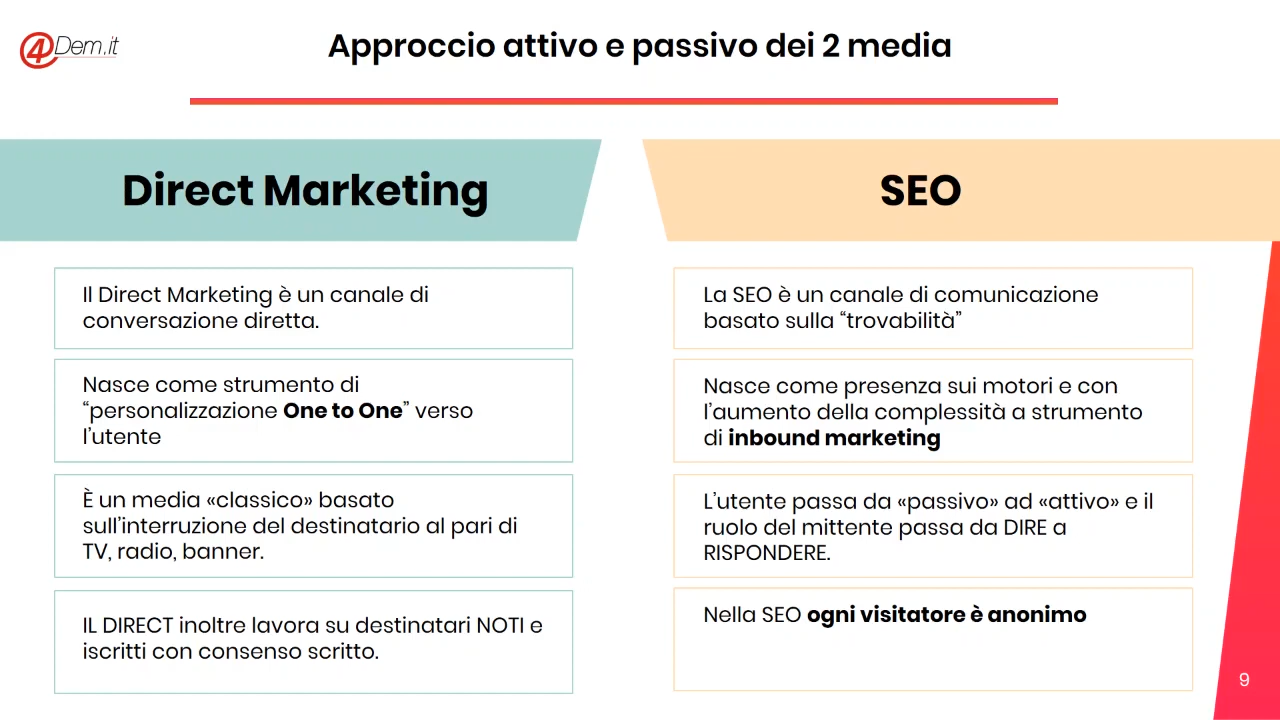 4Dem.it
Approccio attivo e passivo dei 2 media
Direct Marketing
Il Direct Marketing è un canale di
conversazione diretta.
Nasce come strumento di
“personalizzazione One to One” verso
l’utente
È un media «classico» basato
sull’interruzione del destinatario al pari di
TV, radio, banner.
IL DIRECT inoltre lavora su destinatari NOTI e
iscritti con consenso scritto.
SEO
La SEO è un canale di comunicazione
basato sulla “trovabilità”
Nasce come presenza sui motori e con
l’aumento della complessità a strumento
di inbound marketing
L’utente passa da «passivo» ad «attivo» e il
ruolo del mittente passa da DIRE a
RISPONDERE.
Nella SEO ogni visitatore è anonimo
9